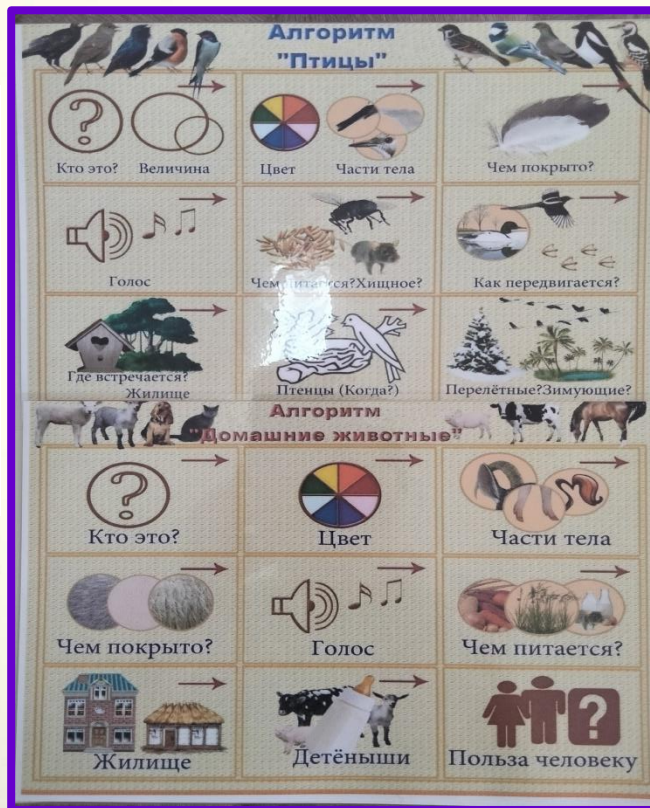 Алгоритм
"Птицы"
Кто это? Величина
Цвет Части тела
Чем покрыто?
Голос
Чем питается?Хищное?
Как передвигается?
Где встречается?
Жилище
Птенцы (Когда?)
Перелётные?Зимующие?
Алгоритм
"Домашние животные"
Кто это?
Цвет
Части тела
Чем покрыто?
Голос
Чем питается?
Жилище
Детёныши
Польза человеку